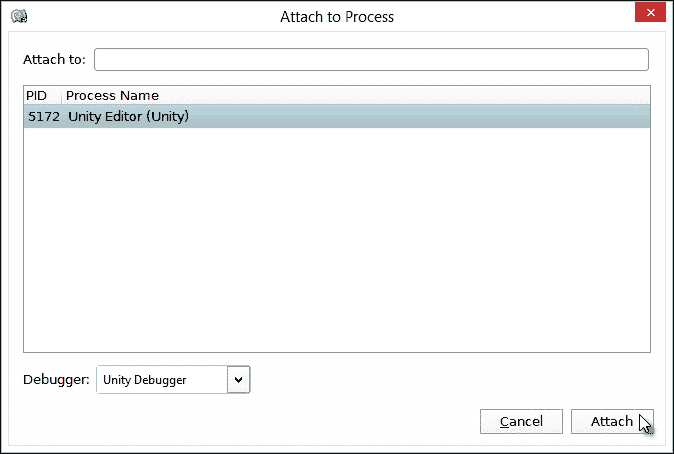 Attach to Process
Attach to:
PID Process Name
5172 Unity Editor (Unity)
Debugger: Unity Debugger
Cancel Attach